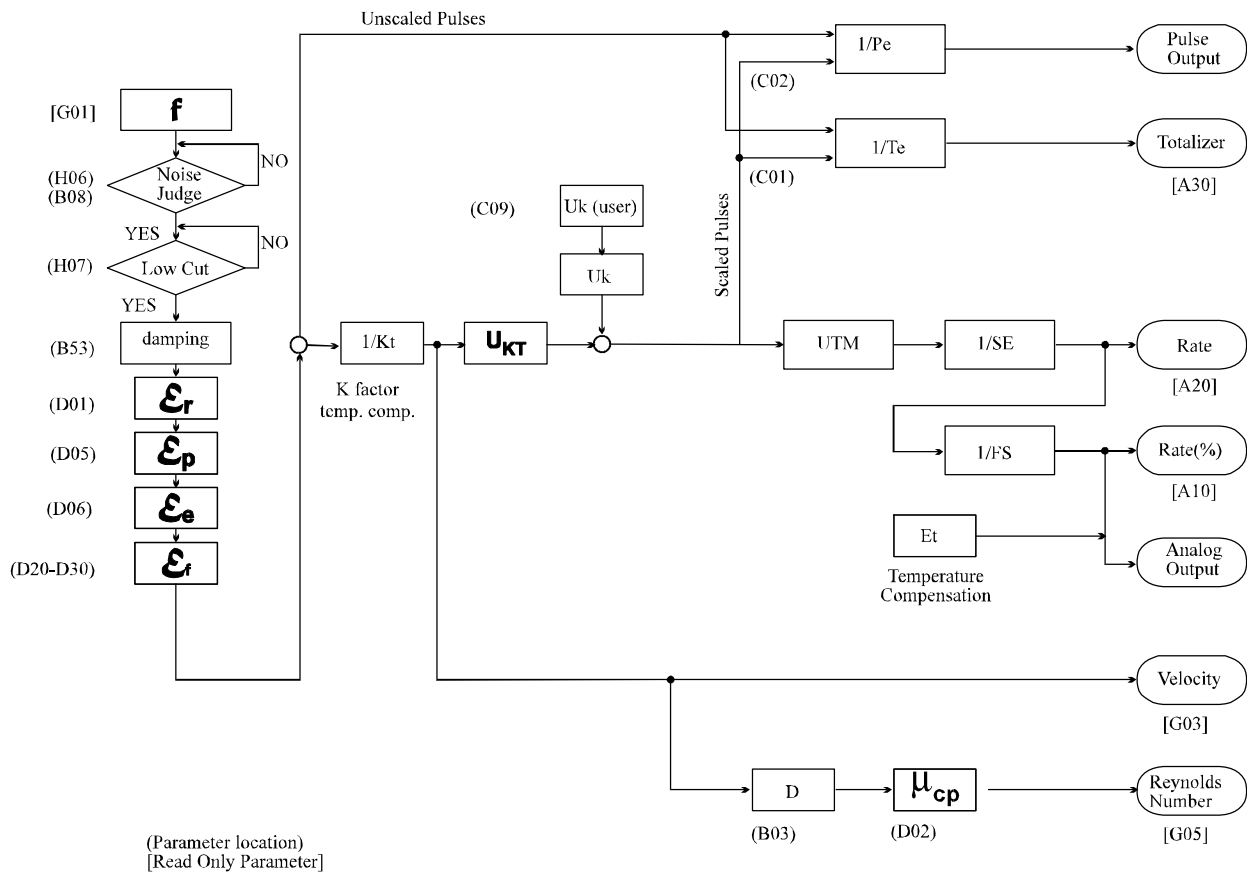 Unscaled Pulses
1/Pe
Pulse
Output
(C02)
[G01]
f
1/Te
Totalizer
(C01)
[A30]
NO
Noise
Judge
(H06)
(B08)
(C09)
Uk (user)
Scaled Pulses
YES
NO
(H07)
Low Cut
Uk
YES
(B53)
damping
1/Kt
UKT
UTM
1/SE
Rate
K factor
temp. comp.
[A20]
(D01)
εr
(D05)
εp
1/FS
Rate(%)
[A10]
(D06)
εe
Et
Analog
Output
(D20-D30)
εf
Temperature
Compensation
Velocity
[G03]
D
μcp
Reynolds
Number
(B03)
(D02)
[G05]
(Parameter location)
[Read Only Parameter]